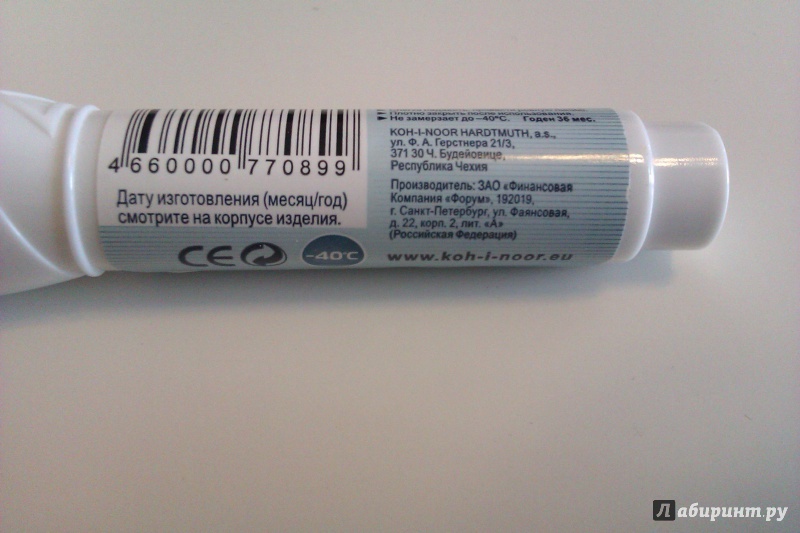 4 660000 770899
Дату изготовления (месяц/год)
смотрите на корпусе изделия.
CE
-40°C
Плотно закрыть после использования.
Не замерзает до -40°C. Годен 36 мес.
KOH-I-NOOR HARDTMUTH, a.s.,
ул. Ф. А. Герстнера 21/3,
371 30 Ч. Будейовице,
Республика Чехия
Производитель: ЗАО «Финансовая
Компания «Форум», 192019,
г. Санкт-Петербург, ул. Фаянсовая,
д. 22, корп. 2, лит. «А»
(Российская Федерация)
www.koh-i-noor.eu
Лабиринт.ру